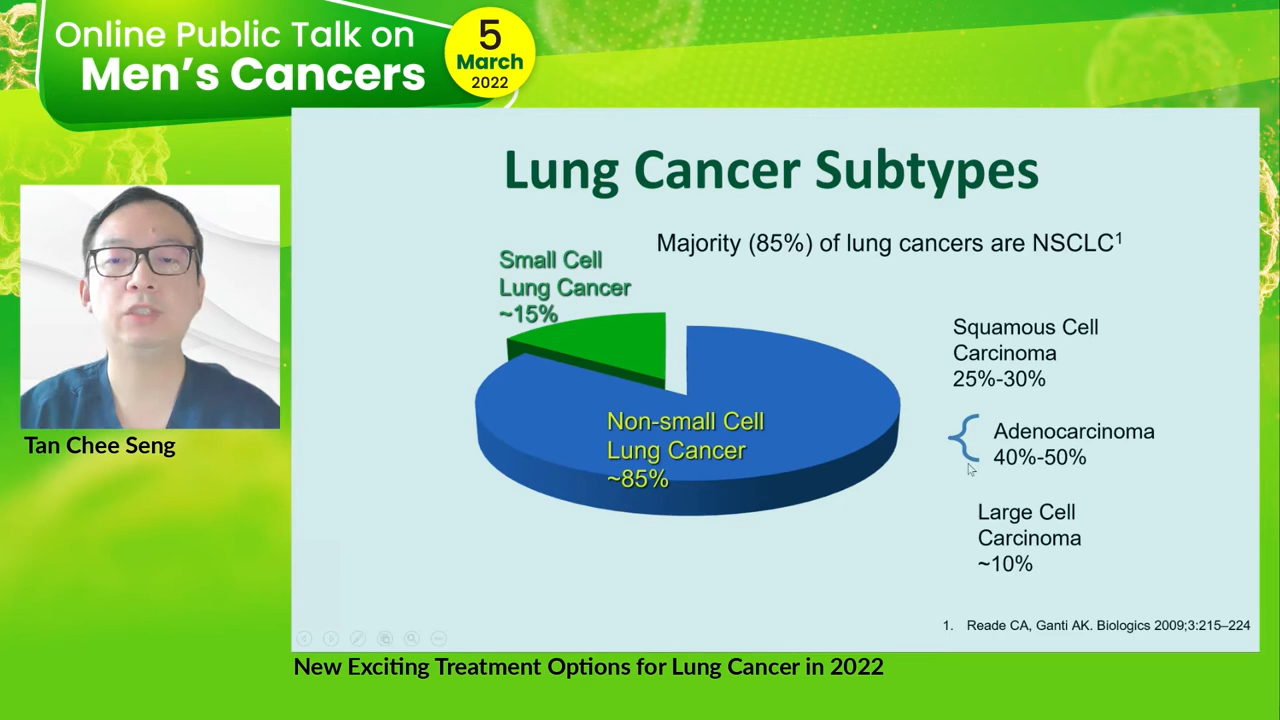 Online Public Talk on
Men's Cancers
5
March
2022
Lung Cancer Subtypes
Majority (85%) of lung cancers are NSCLC1
Small Cell
Lung Cancer
~15%
Non-small Cell
Lung Cancer
~85%
Squamous Cell
Carcinoma
25%-30%
Adenocarcinoma
40%-50%
Large Cell
Carcinoma
~10%
1. Reade CA, Ganti AK. Biologics 2009;3:215–224
Tan Chee Seng
New Exciting Treatment Options for Lung Cancer in 2022